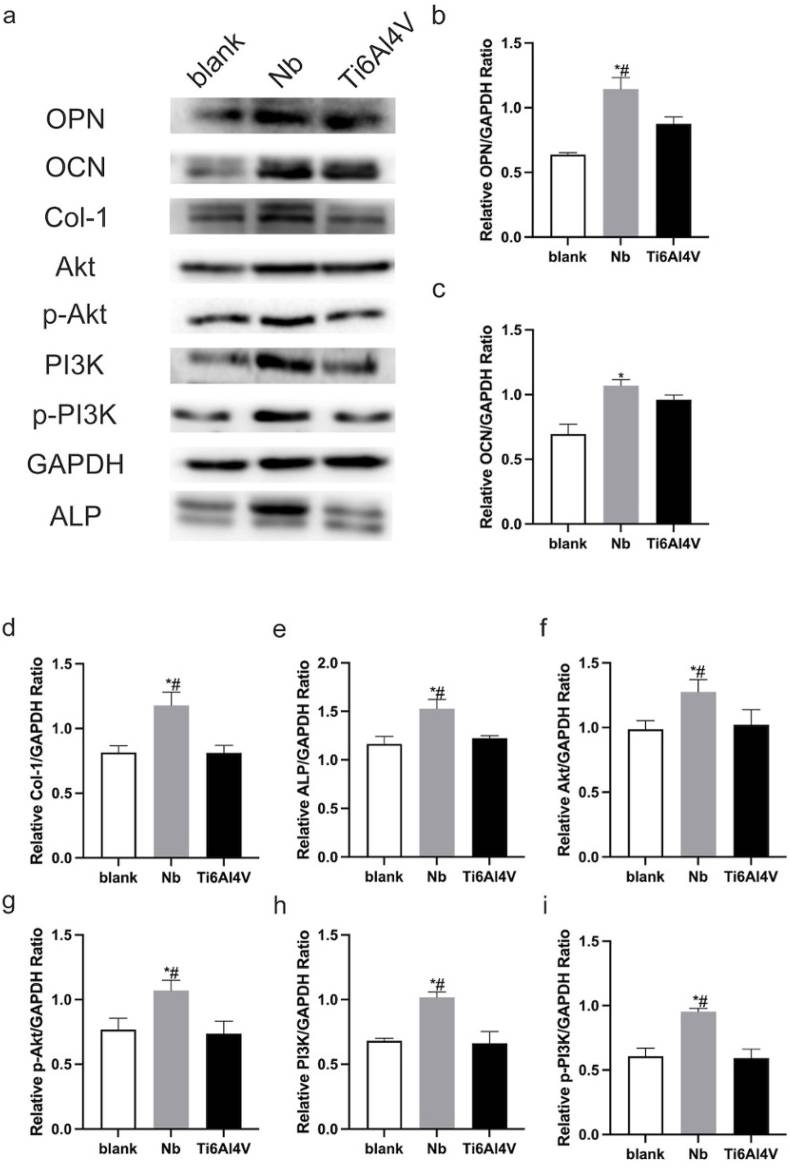 a
blank Nb Ti6Al4V
OPN
OCN
Col-1
Akt
p-Akt
PI3K
p-PI3K
GAPDH
ALP
b
Relative OPN/GAPDH Ratio
1.5
1.0
0.5
0.0
*#
blank Nb Ti6Al4V
c
Relative OCN/GAPDH Ratio
1.5
1.0
0.5
0.0
*
blank Nb Ti6Al4V
d
Relative Col-1/GAPDH Ratio
1.5
1.0
0.5
0.0
*#
blank Nb Ti6Al4V
e
Relative ALP/GAPDH Ratio
2.0
1.5
1.0
0.5
0.0
*#
blank Nb Ti6Al4V
f
Relative Akt/GAPDH Ratio
1.5
1.0
0.5
0.0
*#
blank Nb Ti6Al4V
g
Relative p-Akt/GAPDH Ratio
1.5
1.0
0.5
0.0
*#
blank Nb Ti6Al4V
h
Relative PI3K/GAPDH Ratio
1.5
1.0
0.5
0.0
*#
blank Nb Ti6Al4V
i
Relative p-PI3K/GAPDH Ratio
1.5
1.0
0.5
0.0
*#
blank Nb Ti6Al4V